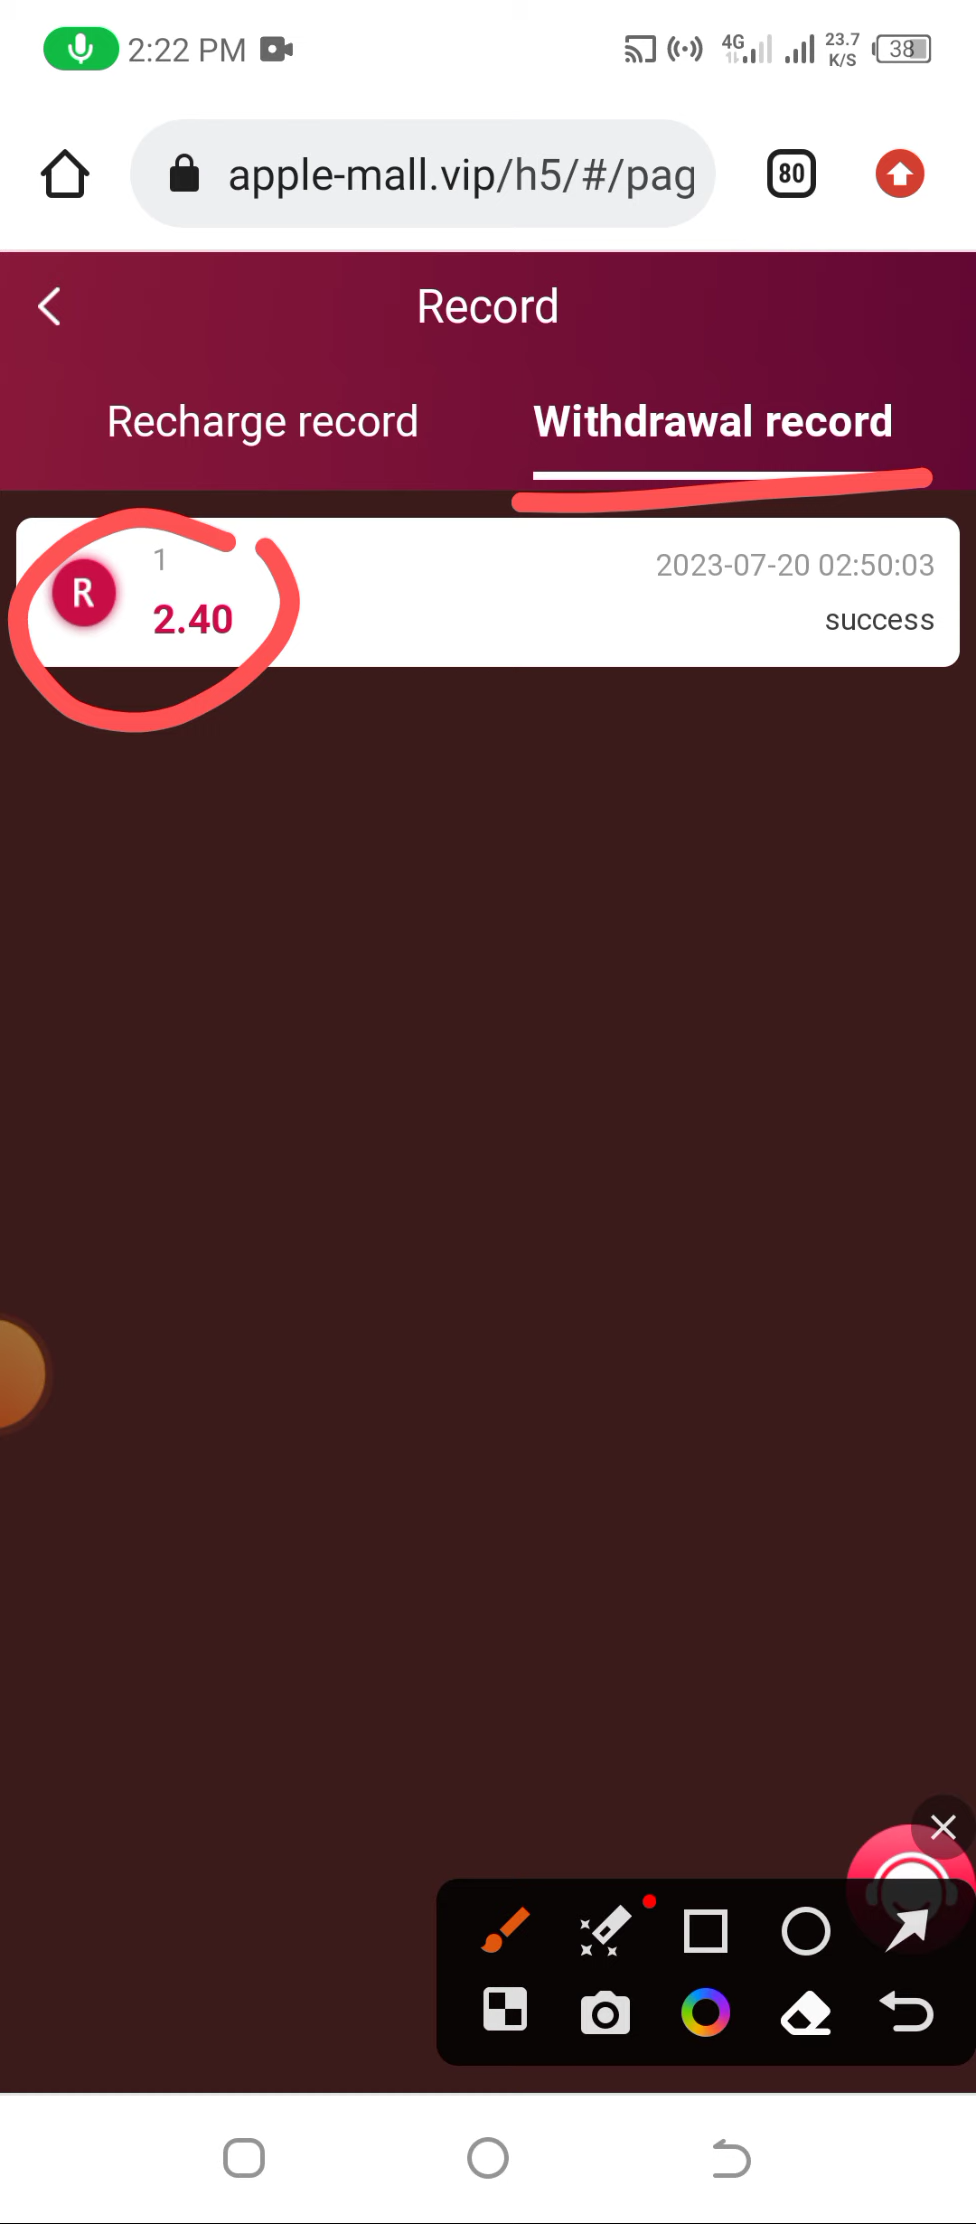 2:22 PM
4G
23.7
K/S
38
apple-mall.vip/h5/#/pag
80
Record
Recharge record
Withdrawal record
R
1
2.40
2023-07-20 02:50:03
success